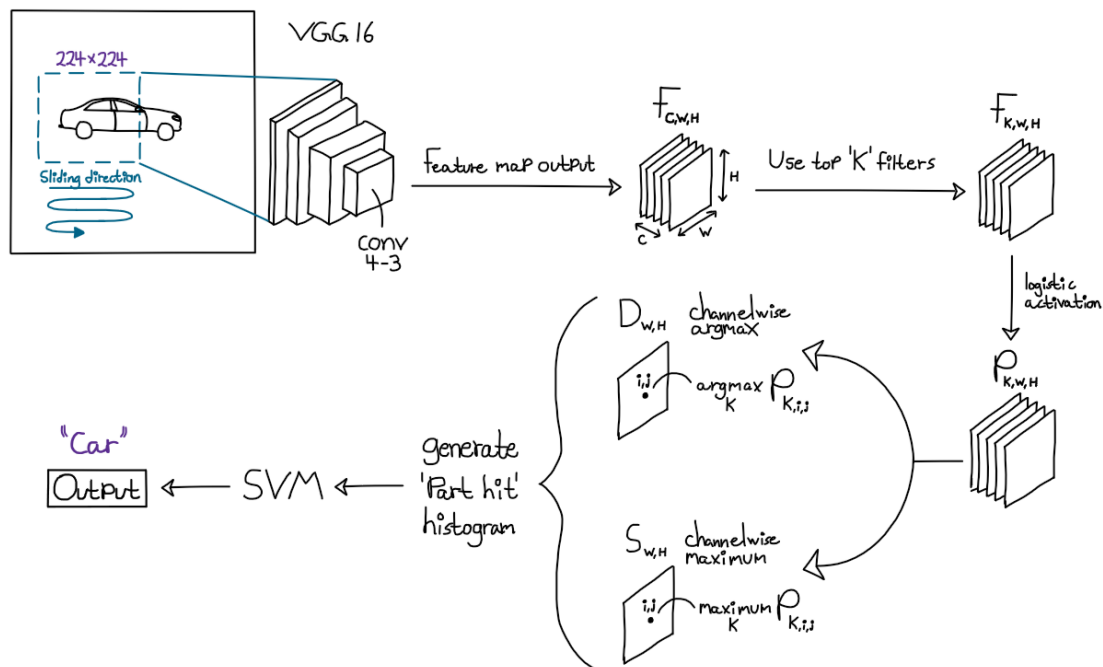 VGG16
224×224
Sliding direction
conv
4-3
Feature map output
F C,W,H
H
C
W
Use top 'K' filters
F K,W,H
logistic
activation
P K,W,H
D W,H channelwise
argmax
i,j
argmax P K,i,j
K
S W,H channelwise
maximum
i,j
maximum P K,i,j
K
generate
'Part hit'
histogram
SVM
"Car"
Output